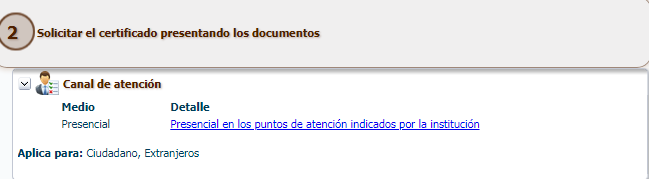 2 Solicitar el certificado presentando los documentos
Canal de atención
Medio Detalle
Presencial Presencial en los puntos de atención indicados por la institución
Aplica para: Ciudadano, Extranjeros